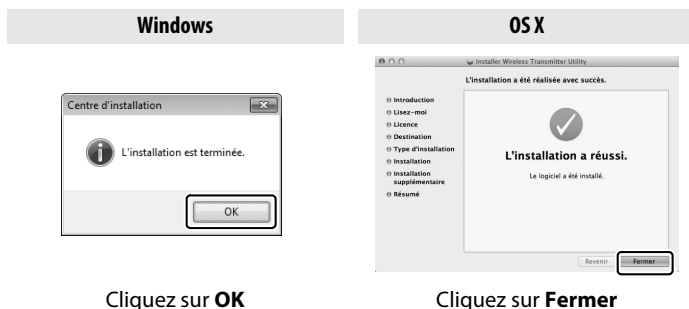 Windows
OS X
Centre d'installation
L'installation est terminée.
OK
Installer Wireless Transmitter Utility
L'installation a été réalisée avec succès.
Introduction
Lisez-moi
Licence
Destination
Type d'installation
Installation
Installation
supplémentaire
Résumé
L'installation a réussi.
Le logiciel a été installé.
Revenir
Fermer
Cliquez sur OK
Cliquez sur Fermer